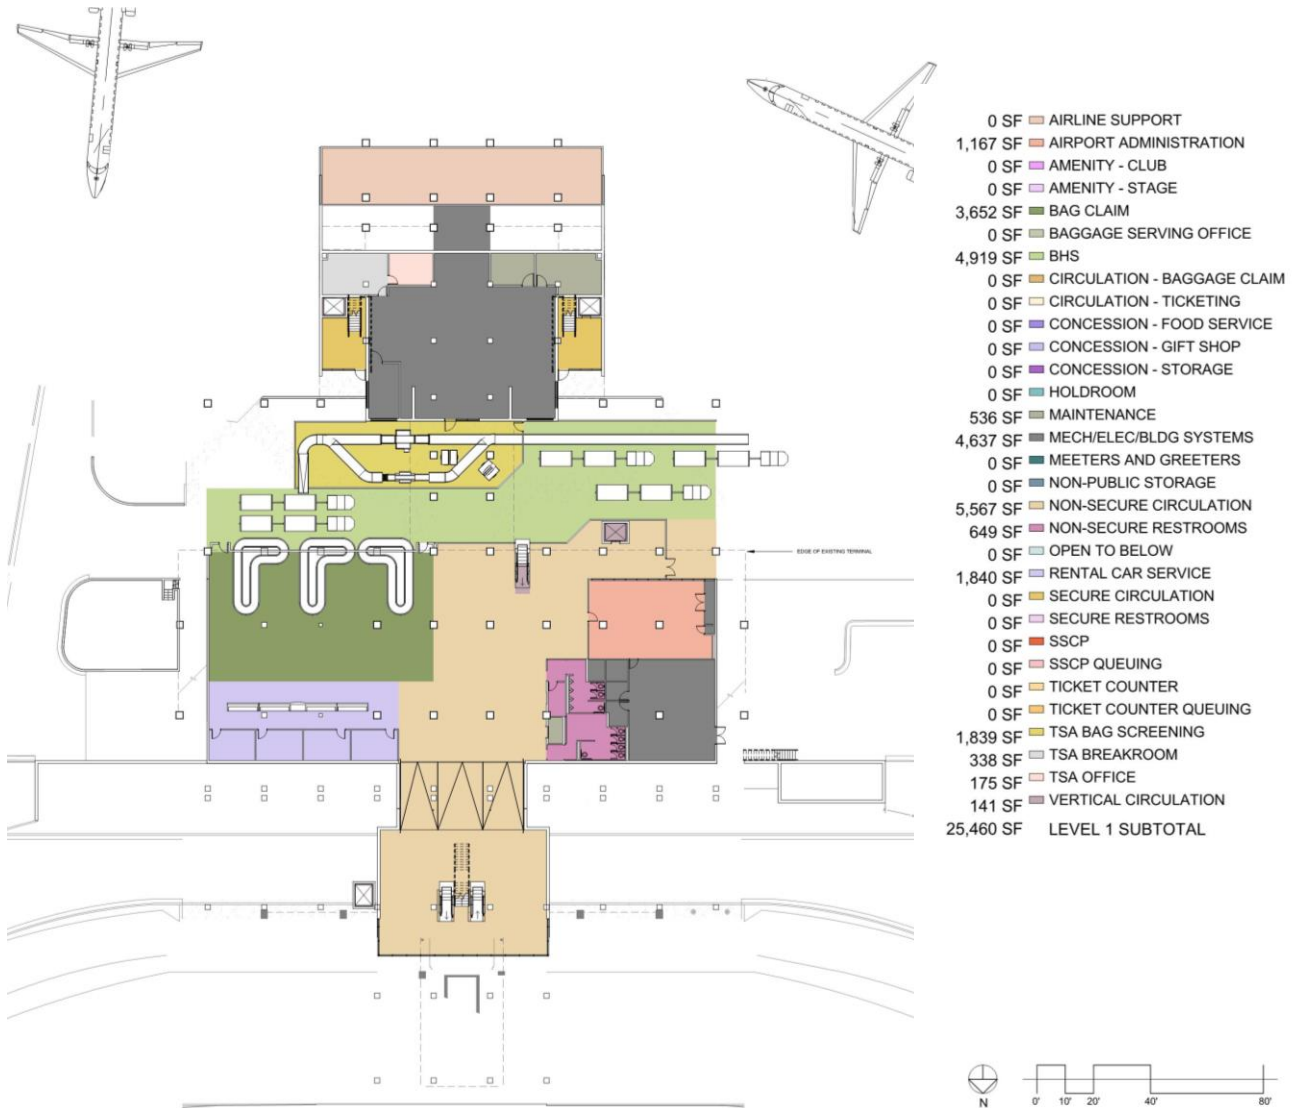 0 SF AIRLINE SUPPORT
1,167 SF AIRPORT ADMINISTRATION
0 SF AMENITY - CLUB
0 SF AMENITY - STAGE
3,652 SF BAG CLAIM
0 SF BAGGAGE SERVING OFFICE
4,919 SF BHS
0 SF CIRCULATION - BAGGAGE CLAIM
0 SF CIRCULATION - TICKETING
0 SF CONCESSION - FOOD SERVICE
0 SF CONCESSION - GIFT SHOP
0 SF CONCESSION - STORAGE
0 SF HOLDROOM
536 SF MAINTENANCE
4,637 SF MECH/ELEC/BLDG SYSTEMS
0 SF MEETERS AND GREETERS
0 SF NON-PUBLIC STORAGE
5,567 SF NON-SECURE CIRCULATION
649 SF NON-SECURE RESTROOMS
0 SF OPEN TO BELOW
1,840 SF RENTAL CAR SERVICE
0 SF SECURE CIRCULATION
0 SF SECURE RESTROOMS
0 SF SSCP
0 SF SSCP QUEUING
0 SF TICKET COUNTER
0 SF TICKET COUNTER QUEUING
1,839 SF TSA BAG SCREENING
338 SF TSA BREAKROOM
175 SF TSA OFFICE
141 SF VERTICAL CIRCULATION
25,460 SF LEVEL 1 SUBTOTAL
EDGE OF EXISTING TERMINAL
N
0' 10' 20' 40' 80'